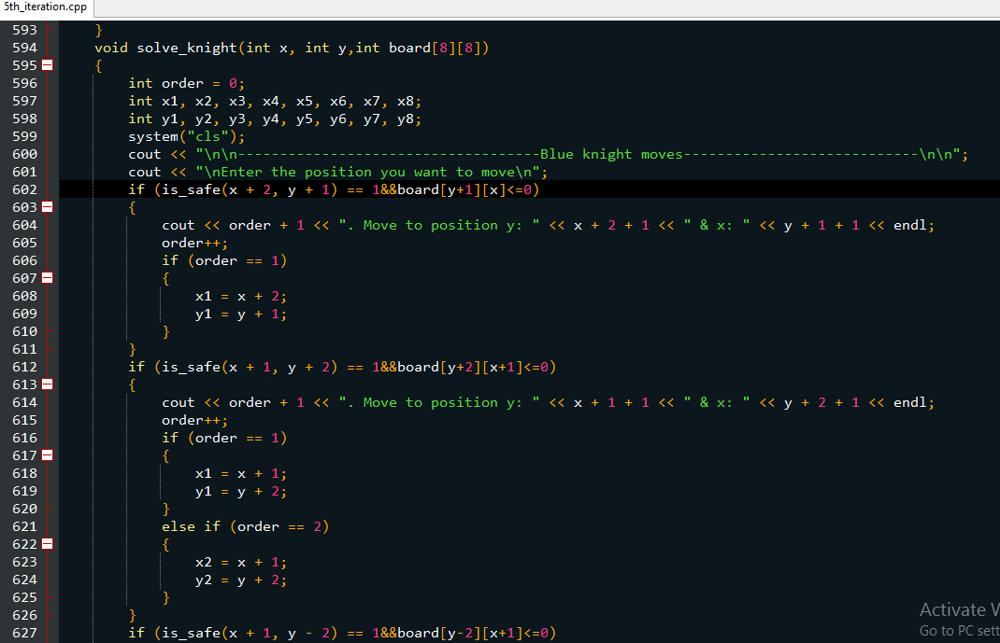 5th_iteration.cpp
593 }
594 void solve_knight(int x, int y,int board[8][8])
595 {
596 int order = 0;
597 int x1, x2, x3, x4, x5, x6, x7, x8;
598 int y1, y2, y3, y4, y5, y6, y7, y8;
599 system("cls");
600 cout << "\n\n------------------------------------Blue knight moves----------------------------\n\n";
601 cout << "\nEnter the position you want to move\n";
602 if (is_safe(x + 2, y + 1) == 1&&board[y+1][x]<=0)
603 {
604 cout << order + 1 << ". Move to position y: " << x + 2 + 1 << " & x: " << y + 1 + 1 << endl;
605 order++;
606 if (order == 1)
607 {
608 x1 = x + 2;
609 y1 = y + 1;
610 }
611 }
612 if (is_safe(x + 1, y + 2) == 1&&board[y+2][x+1]<=0)
613 {
614 cout << order + 1 << ". Move to position y: " << x + 1 + 1 << " & x: " << y + 2 + 1 << endl;
615 order++;
616 if (order == 1)
617 {
618 x1 = x + 1;
619 y1 = y + 2;
620 }
621 else if (order == 2)
622 {
623 x2 = x + 1;
624 y2 = y + 2;
625 }
626 }
627 if (is_safe(x + 1, y - 2) == 1&&board[y-2][x+1]<=0)
Activate
Go to PC sett